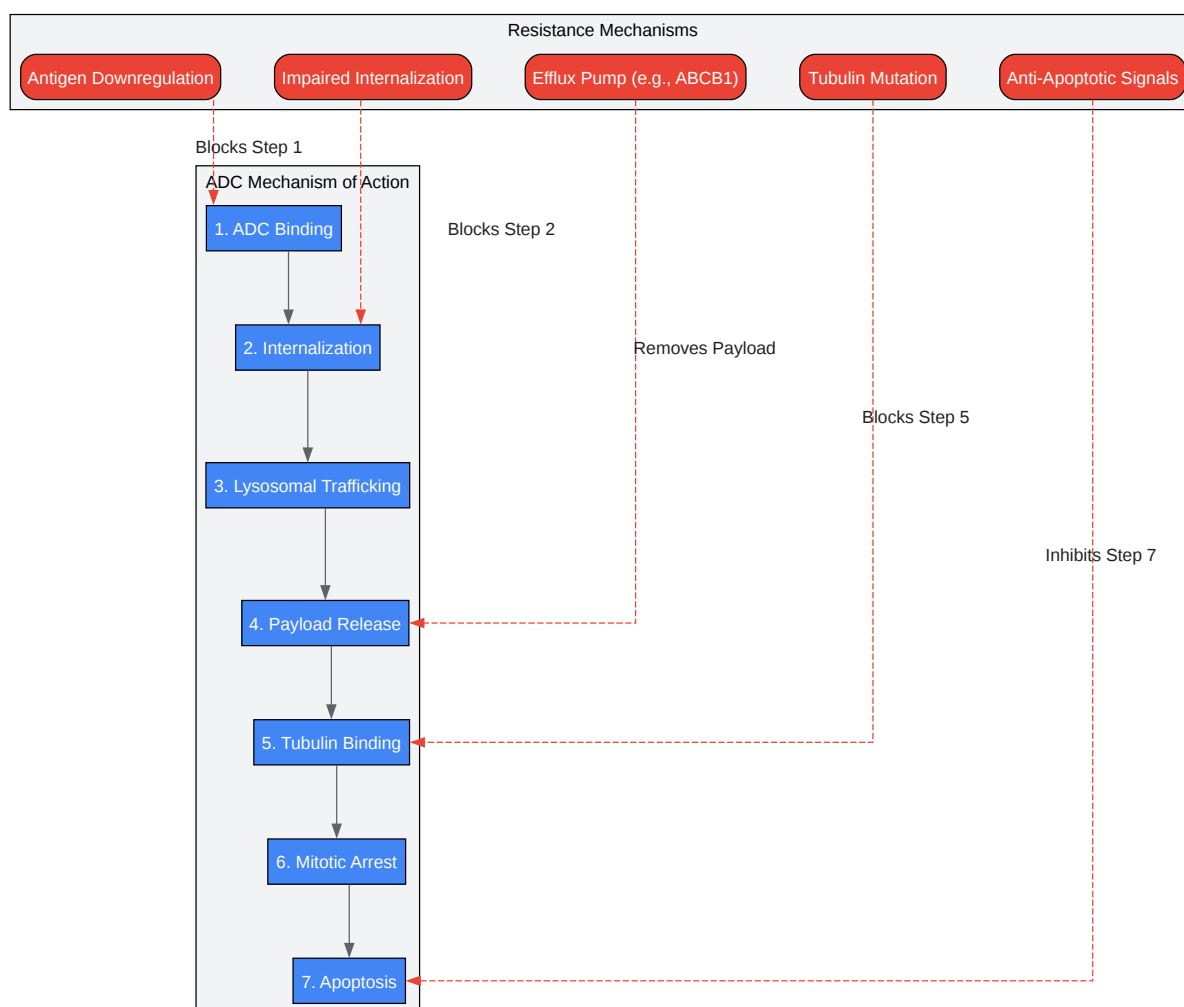 Resistance Mechanisms
Antigen Downregulation
Impaired Internalization
Efflux Pump (e.g., ABCB1)
Tubulin Mutation
Anti-Apoptotic Signals
Blocks Step 1
ADC Mechanism of Action
1. ADC Binding
Blocks Step 2
2. Internalization
Removes Payload
Blocks Step 5
3. Lysosomal Trafficking
Inhibits Step 7
4. Payload Release
5. Tubulin Binding
6. Mitotic Arrest
7. Apoptosis